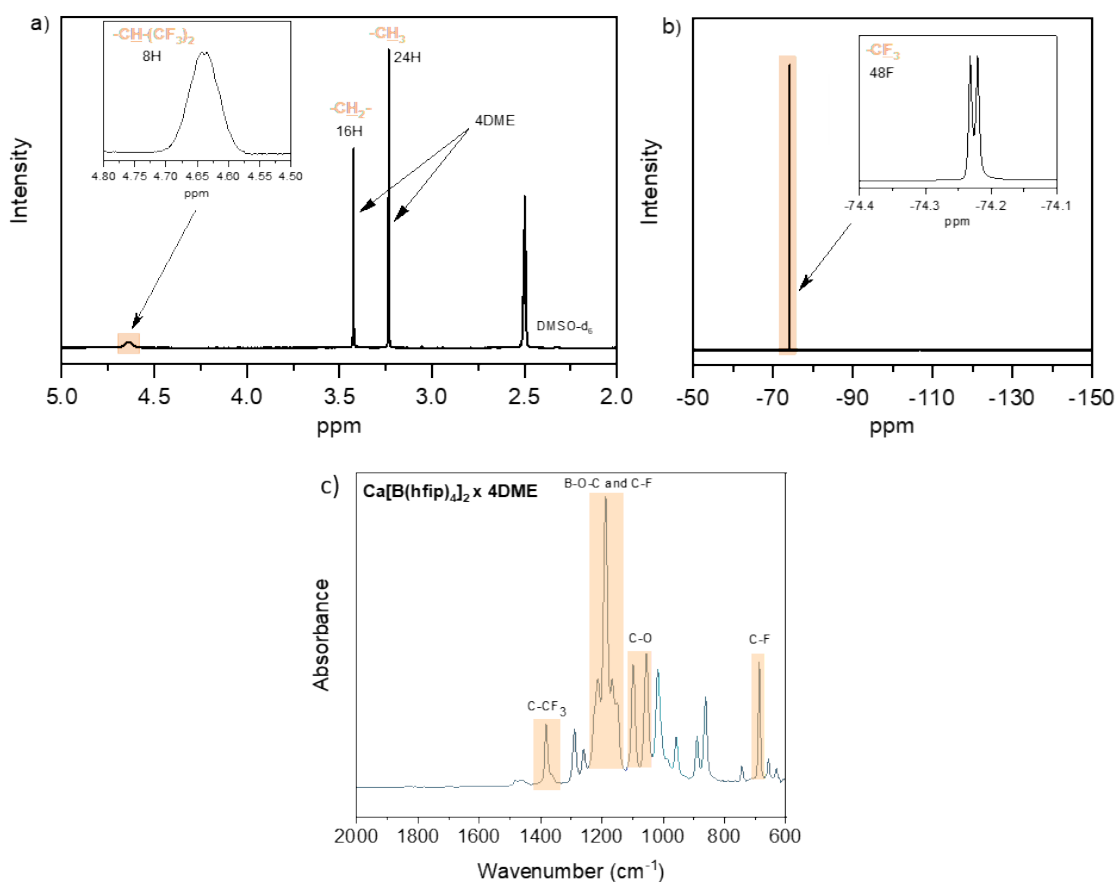 a)
-CH-(CF3)2
8H
4.80 4.75 4.70 4.65 4.60 4.55 4.50
ppm
-CH3
24H
-CH2-
16H
4DME
DMSO-d6
Intensity
5.0 4.5 4.0 3.5 3.0 2.5 2.0
ppm
b)
-CF3
48F
-74.4 -74.3 -74.2 -74.1
ppm
Intensity
-50 -70 -90 -110 -130 -150
ppm
c)
Ca[B(hfip)4]2 x 4DME
B-O-C and C-F
C-O
C-F
C-CF3
Absorbance
2000 1800 1600 1400 1200 1000 800 600
Wavenumber (cm-1)